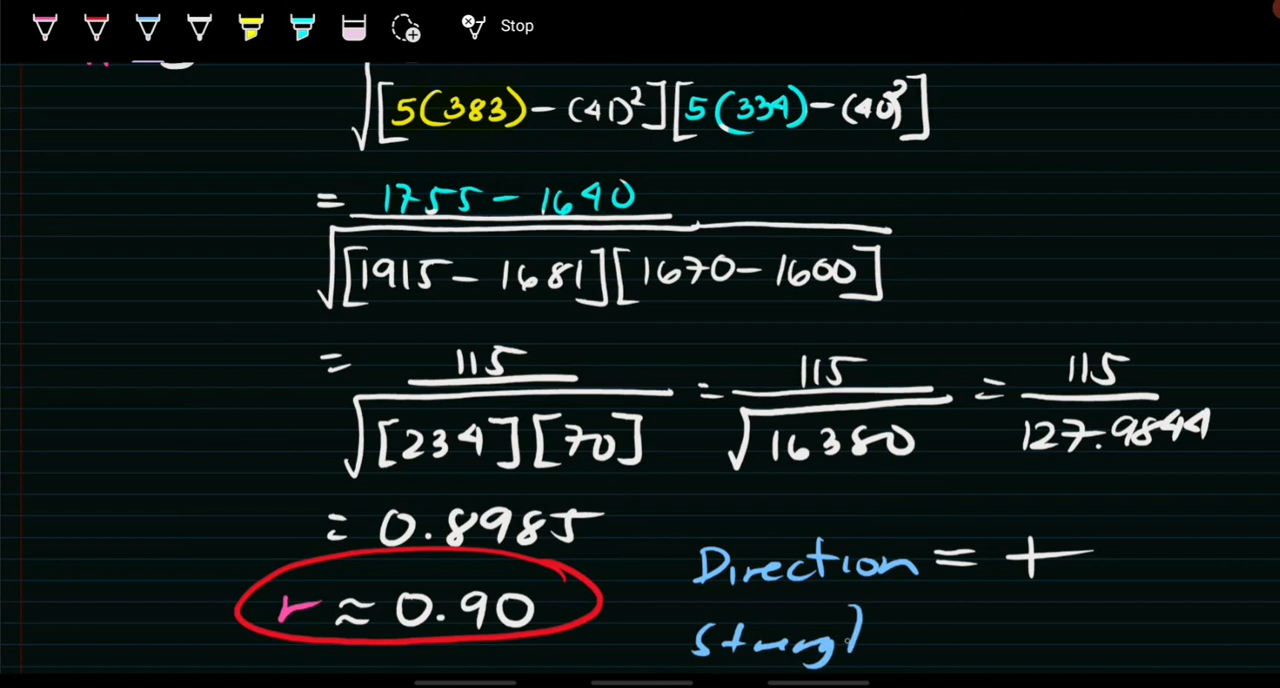 Stop
√[5(383) - (41)²][5(334) - (40)²]
= 1755 - 1640
√[1915 - 1681][1670 - 1600]
= 115 / √[234][70] = 115 / √16380 = 115 / 127.9844
= 0.8985
r ≈ 0.90
Direction = +
Strengl